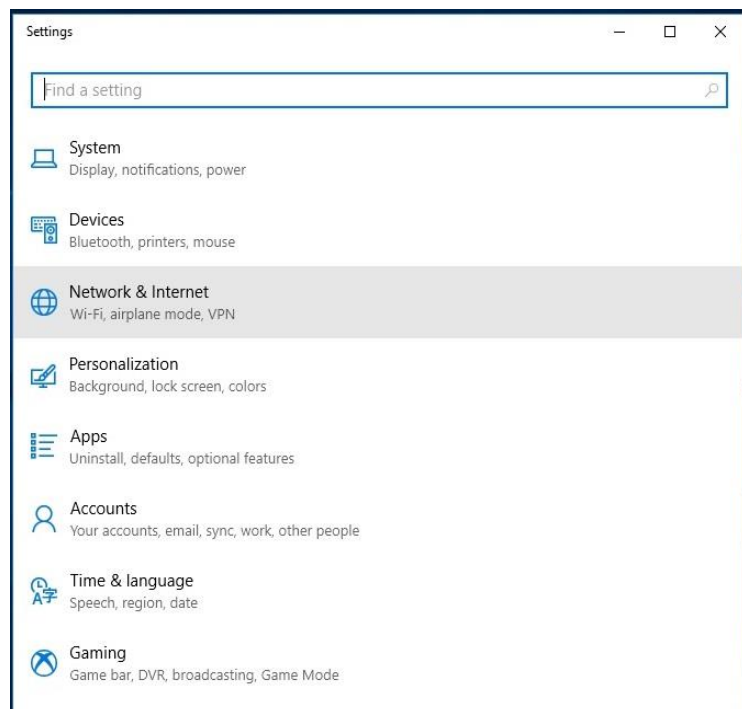 Settings
Find a setting
System
Display, notifications, power
Devices
Bluetooth, printers, mouse
Network & Internet
Wi-Fi, airplane mode, VPN
Personalization
Background, lock screen, colors
Apps
Uninstall, defaults, optional features
Accounts
Your accounts, email, sync, work, other people
Time & language
Speech, region, date
Gaming
Game bar, DVR, broadcasting, Game Mode